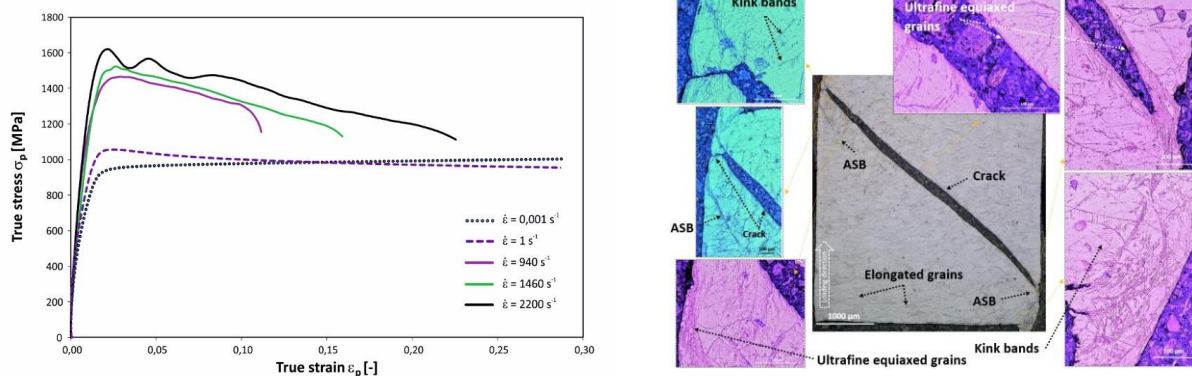 True stress σp [MPa]
1800
1600
1400
1200
1000
800
600
400
200
0
0,00
0,05
0,10
0,15
0,20
0,25
0,30
True strain εp [-]
ε̇ = 0,001 s⁻¹
ε̇ = 1 s⁻¹
ε̇ = 940 s⁻¹
ε̇ = 1460 s⁻¹
ε̇ = 2200 s⁻¹
Kink bands
Ultrafine equiaxed
grains
ASB
Crack
ASB
Crack
Elongated grains
ASB
1000 µm
Kink bands
Ultrafine equiaxed grains